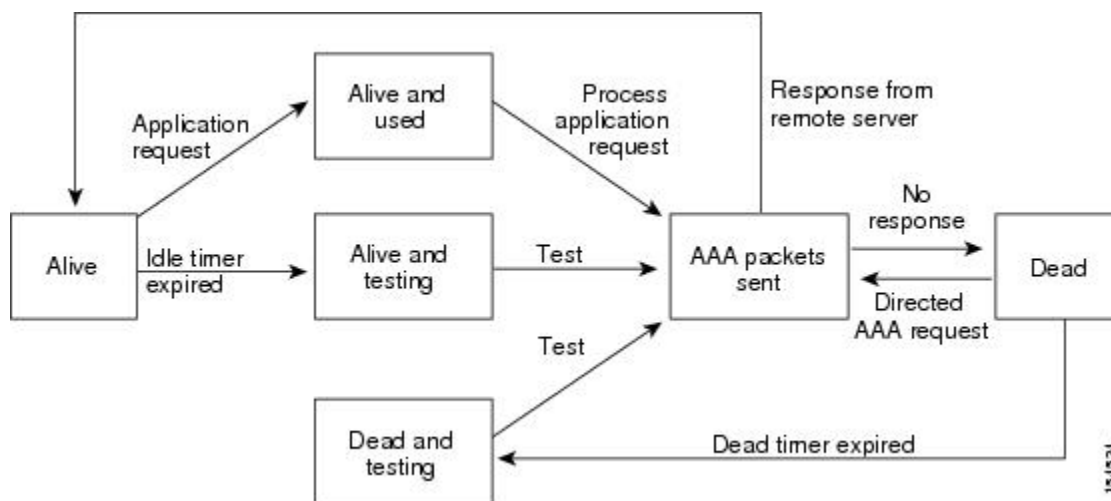 Alive and
used
Process
application
request
Response from
remote server
Application
request
No
response
Alive
Idle timer
expired
Alive and
testing
Test
AAA packets
sent
Dead
Directed
AAA request
Test
Dead and
testing
Dead timer expired